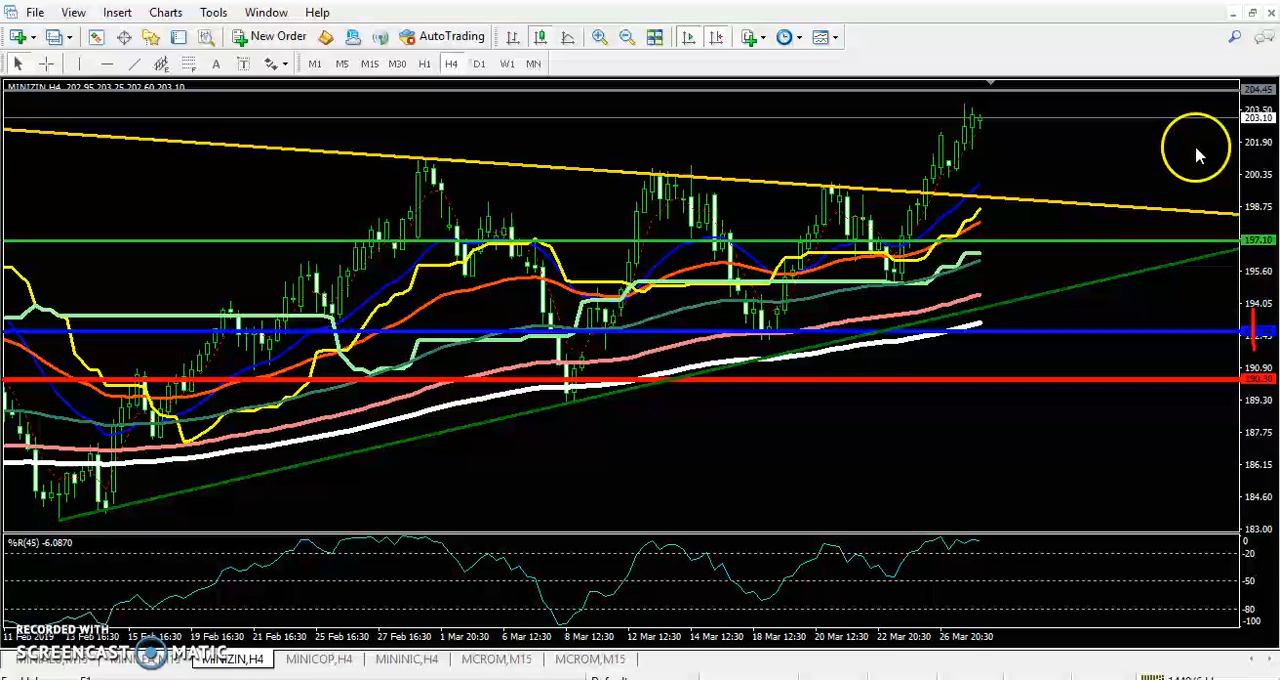 File View Insert Charts Tools Window Help
New Order AutoTrading
A T M1 M5 M15 M30 H1 H4 D1 W1 MN
MINIZIN,H4 202.95 203.25 202.60 203.10
204.45
203.50
203.10
201.90
200.35
198.75
197.10
195.60
194.05
192.45
190.90
190.38
189.30
187.75
186.15
184.60
183.00
%R(45) -6.0870
0
-20
-50
-80
-100
11 Feb 2019 13 Feb 16:30 15 Feb 16:30 19 Feb 16:30 21 Feb 16:30 25 Feb 16:30 27 Feb 16:30 1 Mar 20:30 6 Mar 12:30 8 Mar 12:30 12 Mar 12:30 14 Mar 12:30 18 Mar 12:30 20 Mar 12:30 22 Mar 20:30 26 Mar 20:30
RECORDED WITH
SCREENCAST MATIC
MINIZIN,H4 MINICOP,H4 MININIC,H4 MCROM,M15 MCROM,M15